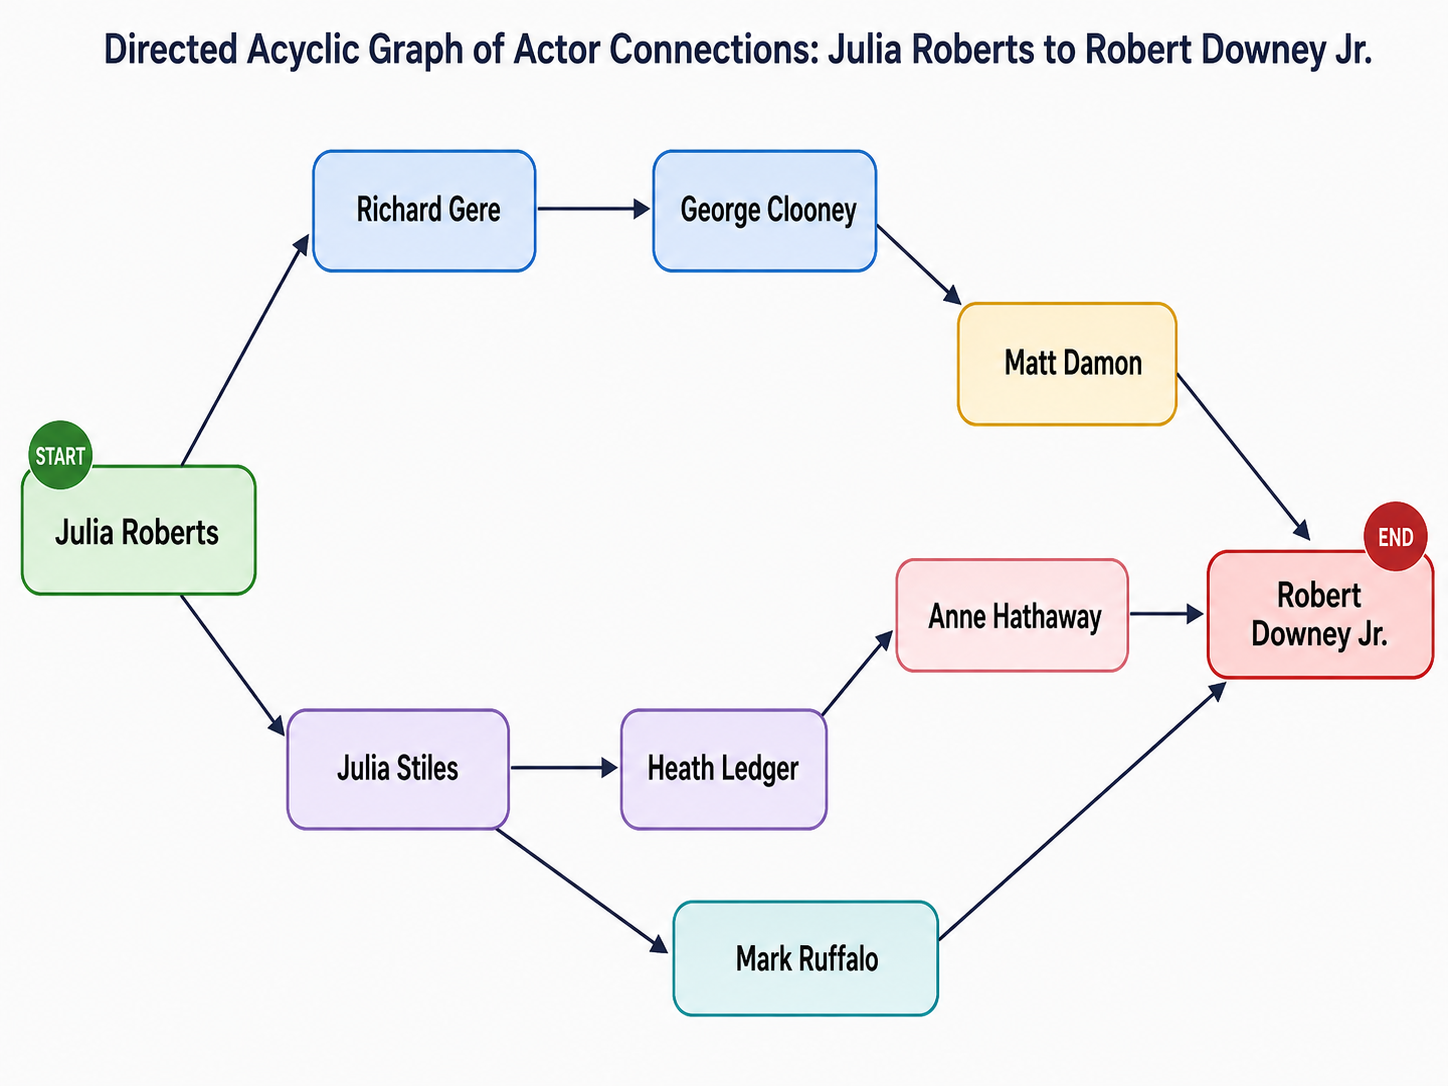 Directed Acyclic Graph of Actor Connections: Julia Roberts to Robert Downey Jr.
Richard Gere
George Clooney
Matt Damon
START
Julia Roberts
END
Robert
Downey Jr.
Anne Hathaway
Julia Stiles
Heath Ledger
Mark Ruffalo